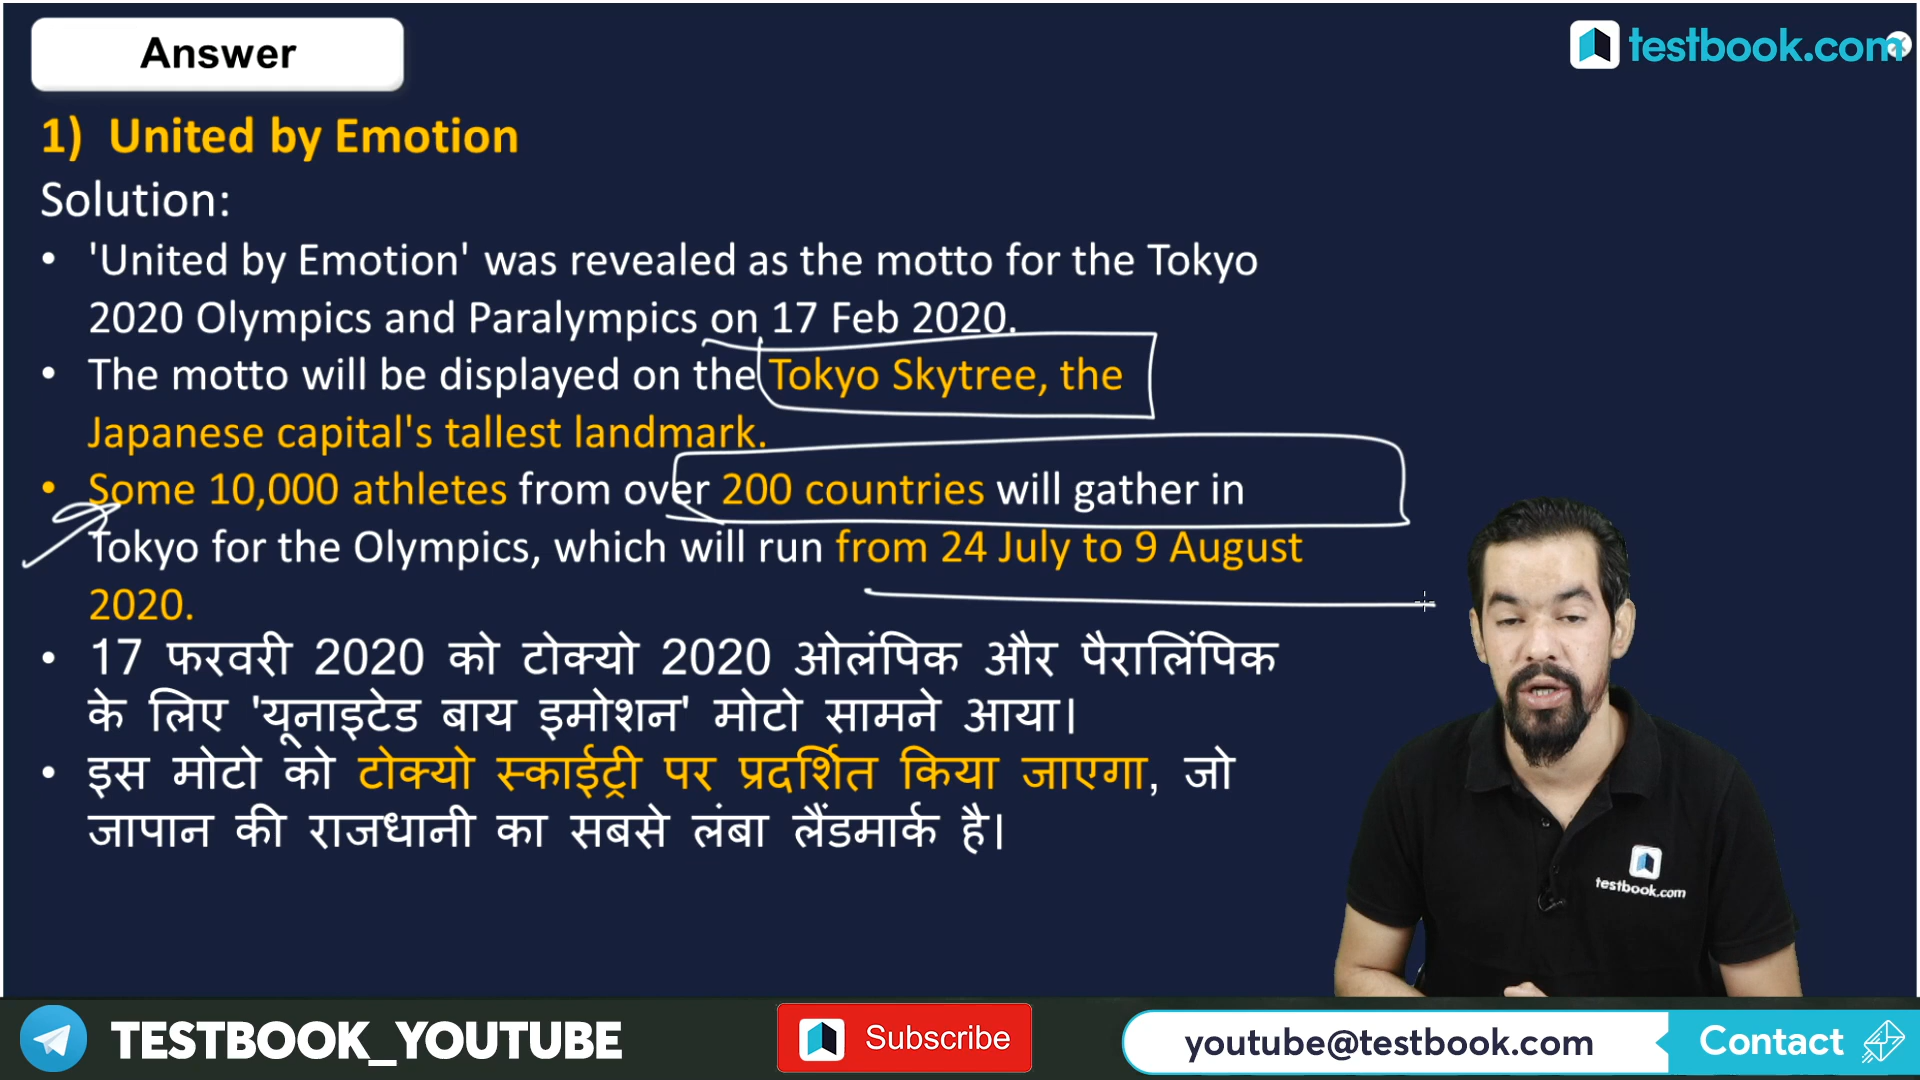 Answer
testbook.com
1) United by Emotion
Solution:
• 'United by Emotion' was revealed as the motto for the Tokyo
2020 Olympics and Paralympics on 17 Feb 2020.
• The motto will be displayed on the Tokyo Skytree, the
Japanese capital's tallest landmark.
• Some 10,000 athletes from over 200 countries will gather in
Tokyo for the Olympics, which will run from 24 July to 9 August
2020.
• 17 फरवरी 2020 को टोक्यो 2020 ओलंपिक और पैरालिंपिक
के लिए 'यूनाइटेड बाय इमोशन' मोटो सामने आया।
• इस मोटो को टोक्यो स्काईट्री पर प्रदर्शित किया जाएगा, जो
जापान की राजधानी का सबसे लंबा लैंडमार्क है।
testbook.com
TESTBOOK_YOUTUBE
Subscribe
youtube@testbook.com
Contact